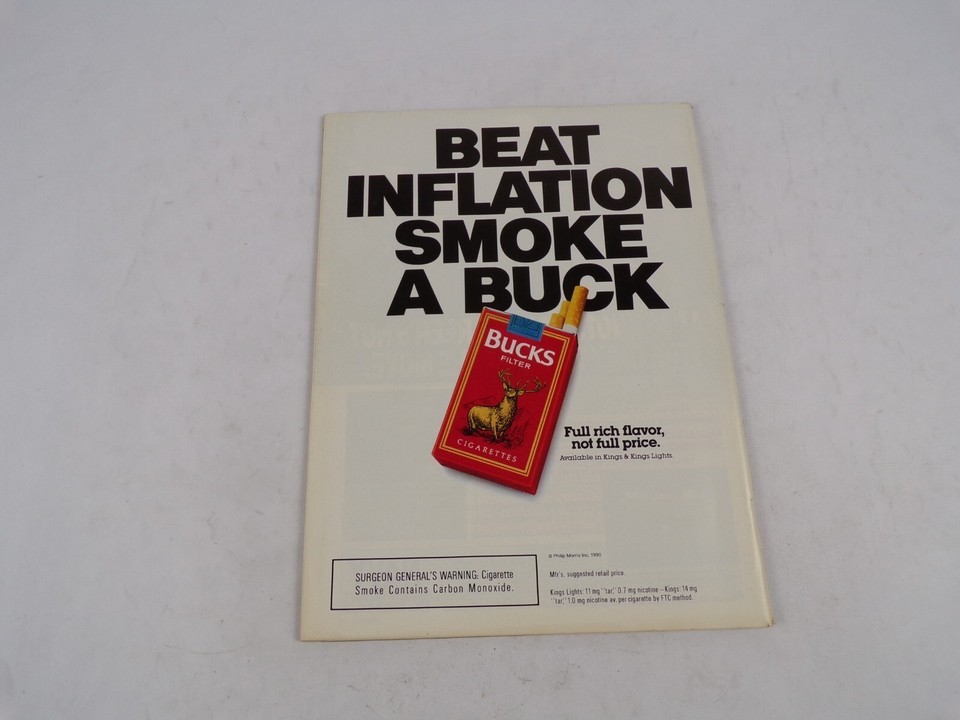 BEAT
INFLATION
SMOKE
A BUCK
BUCKS
FILTER
CIGARETTES
Full rich flavor,
not full price.
Available in Kings & Kings Lights.
© Philip Morris Inc. 1990
SURGEON GENERAL'S WARNING: Cigarette
Smoke Contains Carbon Monoxide.
Mfr's. suggested retail price.
Kings Lights: 11 mg "tar," 0.7 mg nicotine—Kings: 14 mg
"tar," 1.0 mg nicotine av. per cigarette by FTC method.